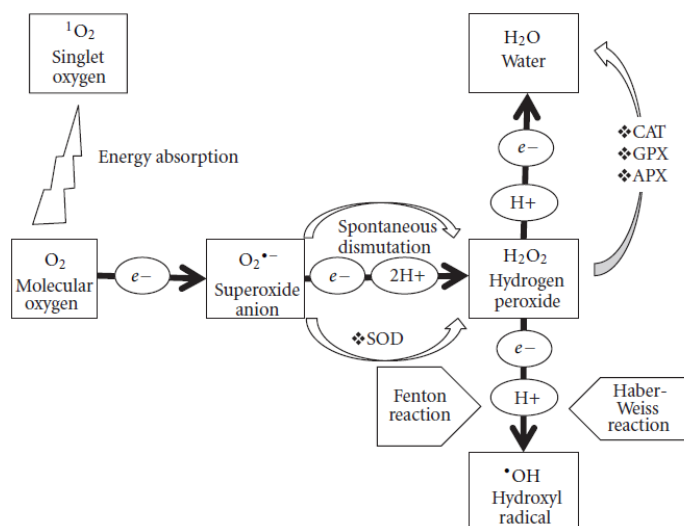 ¹O₂
Singlet
oxygen
Energy absorption
O₂
Molecular
oxygen
e−
O₂•−
Superoxide
anion
Spontaneous
dismutation
e−
2H+
❖SOD
H₂O₂
Hydrogen
peroxide
H+
e−
H₂O
Water
❖CAT
❖GPX
❖APX
e−
H+
Fenton
reaction
Haber-
Weiss
reaction
•OH
Hydroxyl
radical